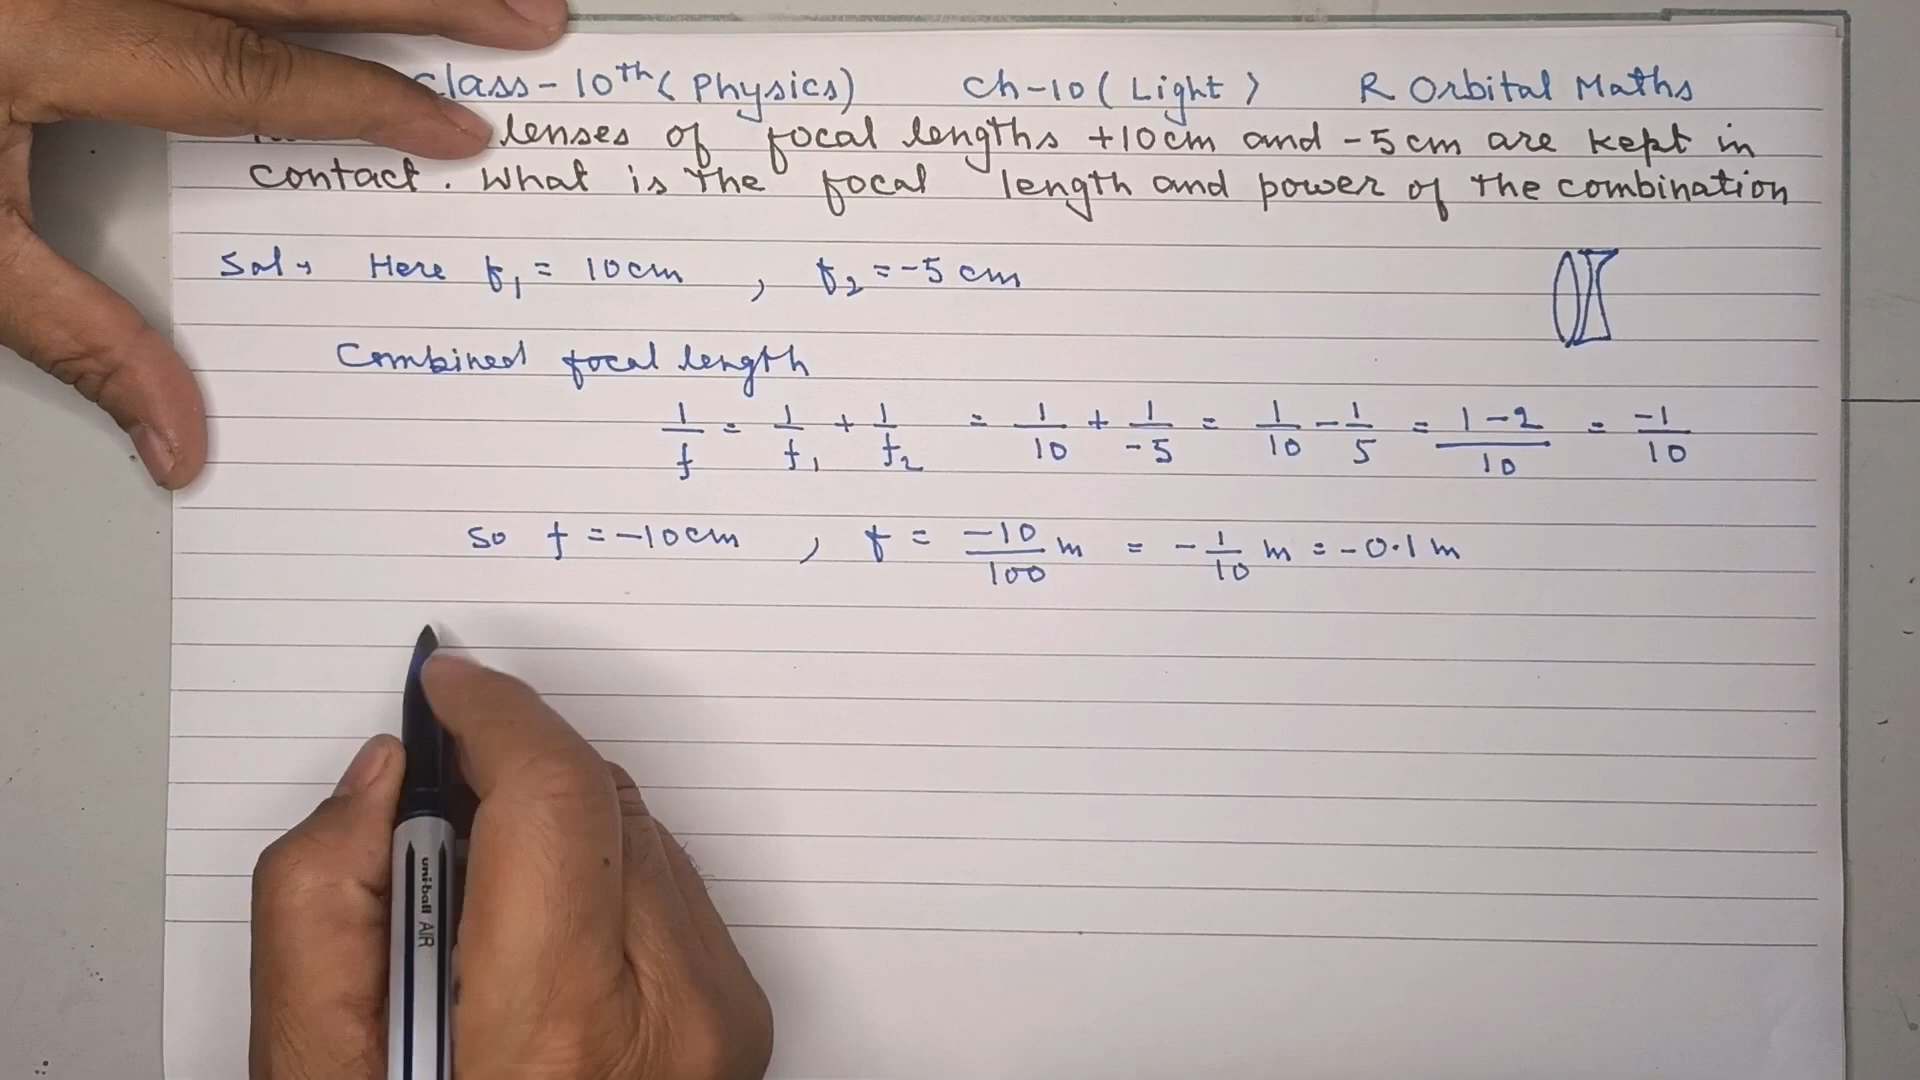 Class-10th (Physics) Ch-10 (Light) R Orbital Maths
lenses of focal lengths +10cm and -5cm are kept in
contact. What is the focal length and power of the combination
Sol→ Here f₁ = 10cm , f₂ = -5 cm
Combined focal length
1/f = 1/f₁ + 1/f₂ = 1/10 + 1/-5 = 1/10 - 1/5 = 1-2/10 = -1/10
so f = -10cm , f = -10/100 m = -1/10 m = -0.1 m
uni-ball AIR